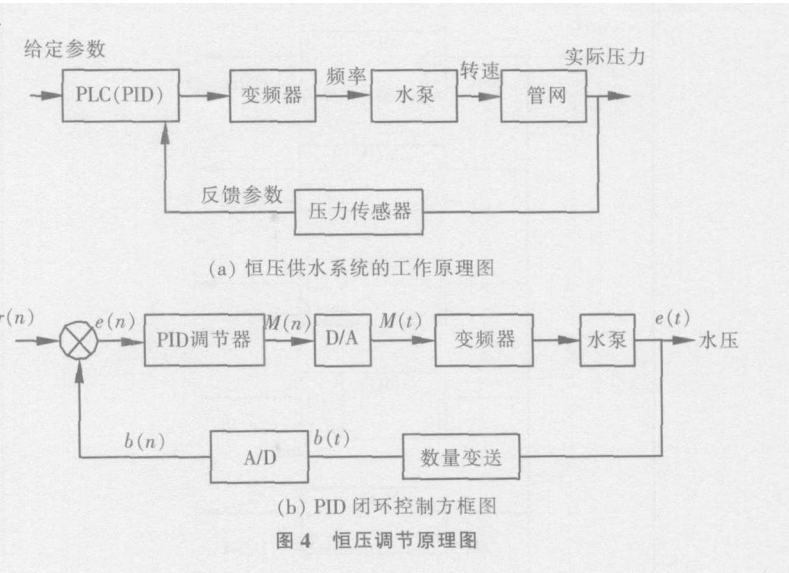 给定参数
实际压力
PLC(PID)
变频器
频率
水泵
转速
管网
反馈参数
压力传感器
(a) 恒压供水系统的工作原理图
r(n)
e(n)
PID调节器
M(n)
D/A
M(t)
变频器
水泵
e(t)
水压
b(n)
A/D
b(t)
数量变送
(b) PID 闭环控制方框图
图 4 恒压调节原理图